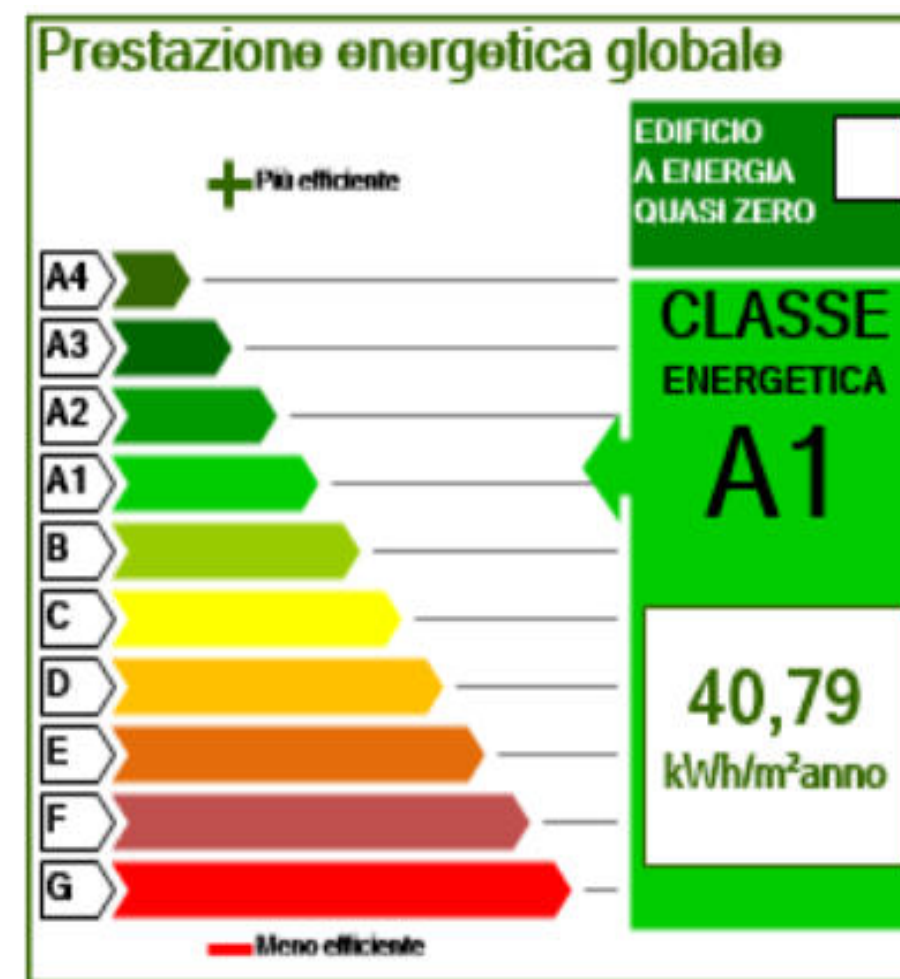 Prestazione energetica globale
EDIFICIO
A ENERGIA
QUASI ZERO
Più efficiente
A4
A3
A2
A1
B
C
D
E
F
G
CLASSE
ENERGETICA
A1
40,79
kWh/m²anno
Meno efficiente